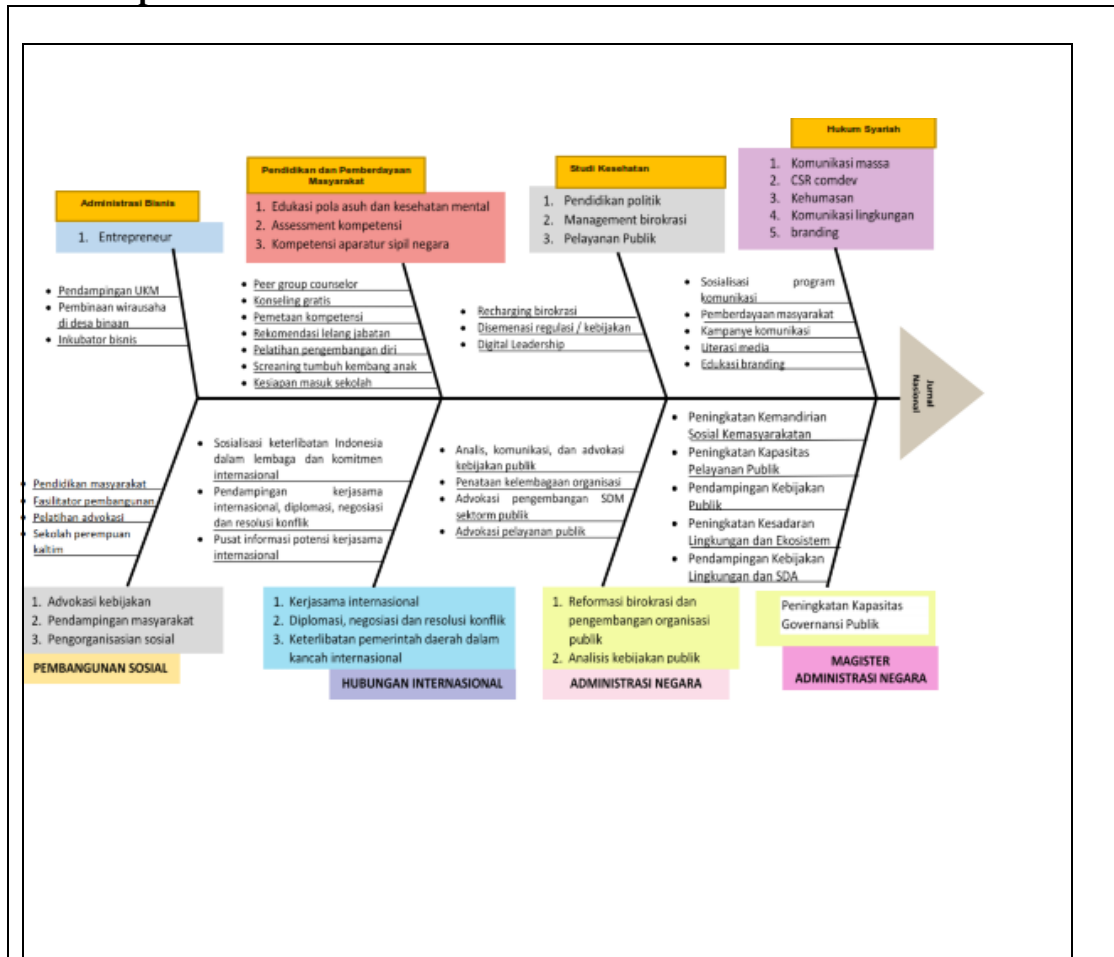 Hukum Syariah
1. Komunikasi massa
2. CSR comdev
3. Kehumasan
4. Komunikasi lingkungan
5. branding
Pendidikan dan Pemberdayaan
Masyarakat
1. Edukasi pola asuh dan kesehatan mental
2. Assessment kompetensi
3. Kompetensi aparatur sipil negara
Studi Kesehatan
1. Pendidikan politik
2. Management birokrasi
3. Pelayanan Publik
Administrasi Bisnis
1. Entrepreneur
• Pendampingan UKM
• Pembinaan wirausaha
di desa binaan
• Inkubator bisnis
• Peer group counselor
• Konseling gratis
• Pemetaan kompetensi
• Rekomendasi lelang jabatan
• Pelatihan pengembangan diri
• Screaning tumbuh kembang anak
• Kesiapan masuk sekolah
• Recharging birokrasi
• Disemenasi regulasi / kebijakan
• Digital Leadership
• Sosialisasi program
komunikasi
• Pemberdayaan masyarakat
• Kampanye komunikasi
• Literasi media
• Edukasi branding
Jurnal
Nasional
• Pendidikan masyarakat
• Fasilitator pembangunan
• Pelatihan advokasi
• Sekolah perempuan
kaltim
• Sosialisasi keterlibatan Indonesia
dalam lembaga dan komitmen
internasional
• Pendampingan kerjasama
internasional, diplomasi, negosiasi
dan resolusi konflik
• Pusat informasi potensi kerjasama
internasional
• Analis, komunikasi, dan advokasi
kebijakan publik
• Penataan kelembagaan organisasi
• Advokasi pengembangan SDM
sektorm publik
• Advokasi pelayanan publik
• Peningkatan Kemandirian
Sosial Kemasyarakatan
• Peningkatan Kapasitas
Pelayanan Publik
• Pendampingan Kebijakan
Publik
• Peningkatan Kesadaran
Lingkungan dan Ekosistem
• Pendampingan Kebijakan
Lingkungan dan SDA
1. Advokasi kebijakan
2. Pendampingan masyarakat
3. Pengorganisasian sosial
PEMBANGUNAN SOSIAL
1. Kerjasama internasional
2. Diplomasi, negosiasi dan resolusi konflik
3. Keterlibatan pemerintah daerah dalam
kancah internasional
HUBUNGAN INTERNASIONAL
1. Reformasi birokrasi dan
pengembangan organisasi
publik
2. Analisis kebijakan publik
ADMINISTRASI NEGARA
Peningkatan Kapasitas
Governansi Publik
MAGISTER
ADMINISTRASI NEGARA